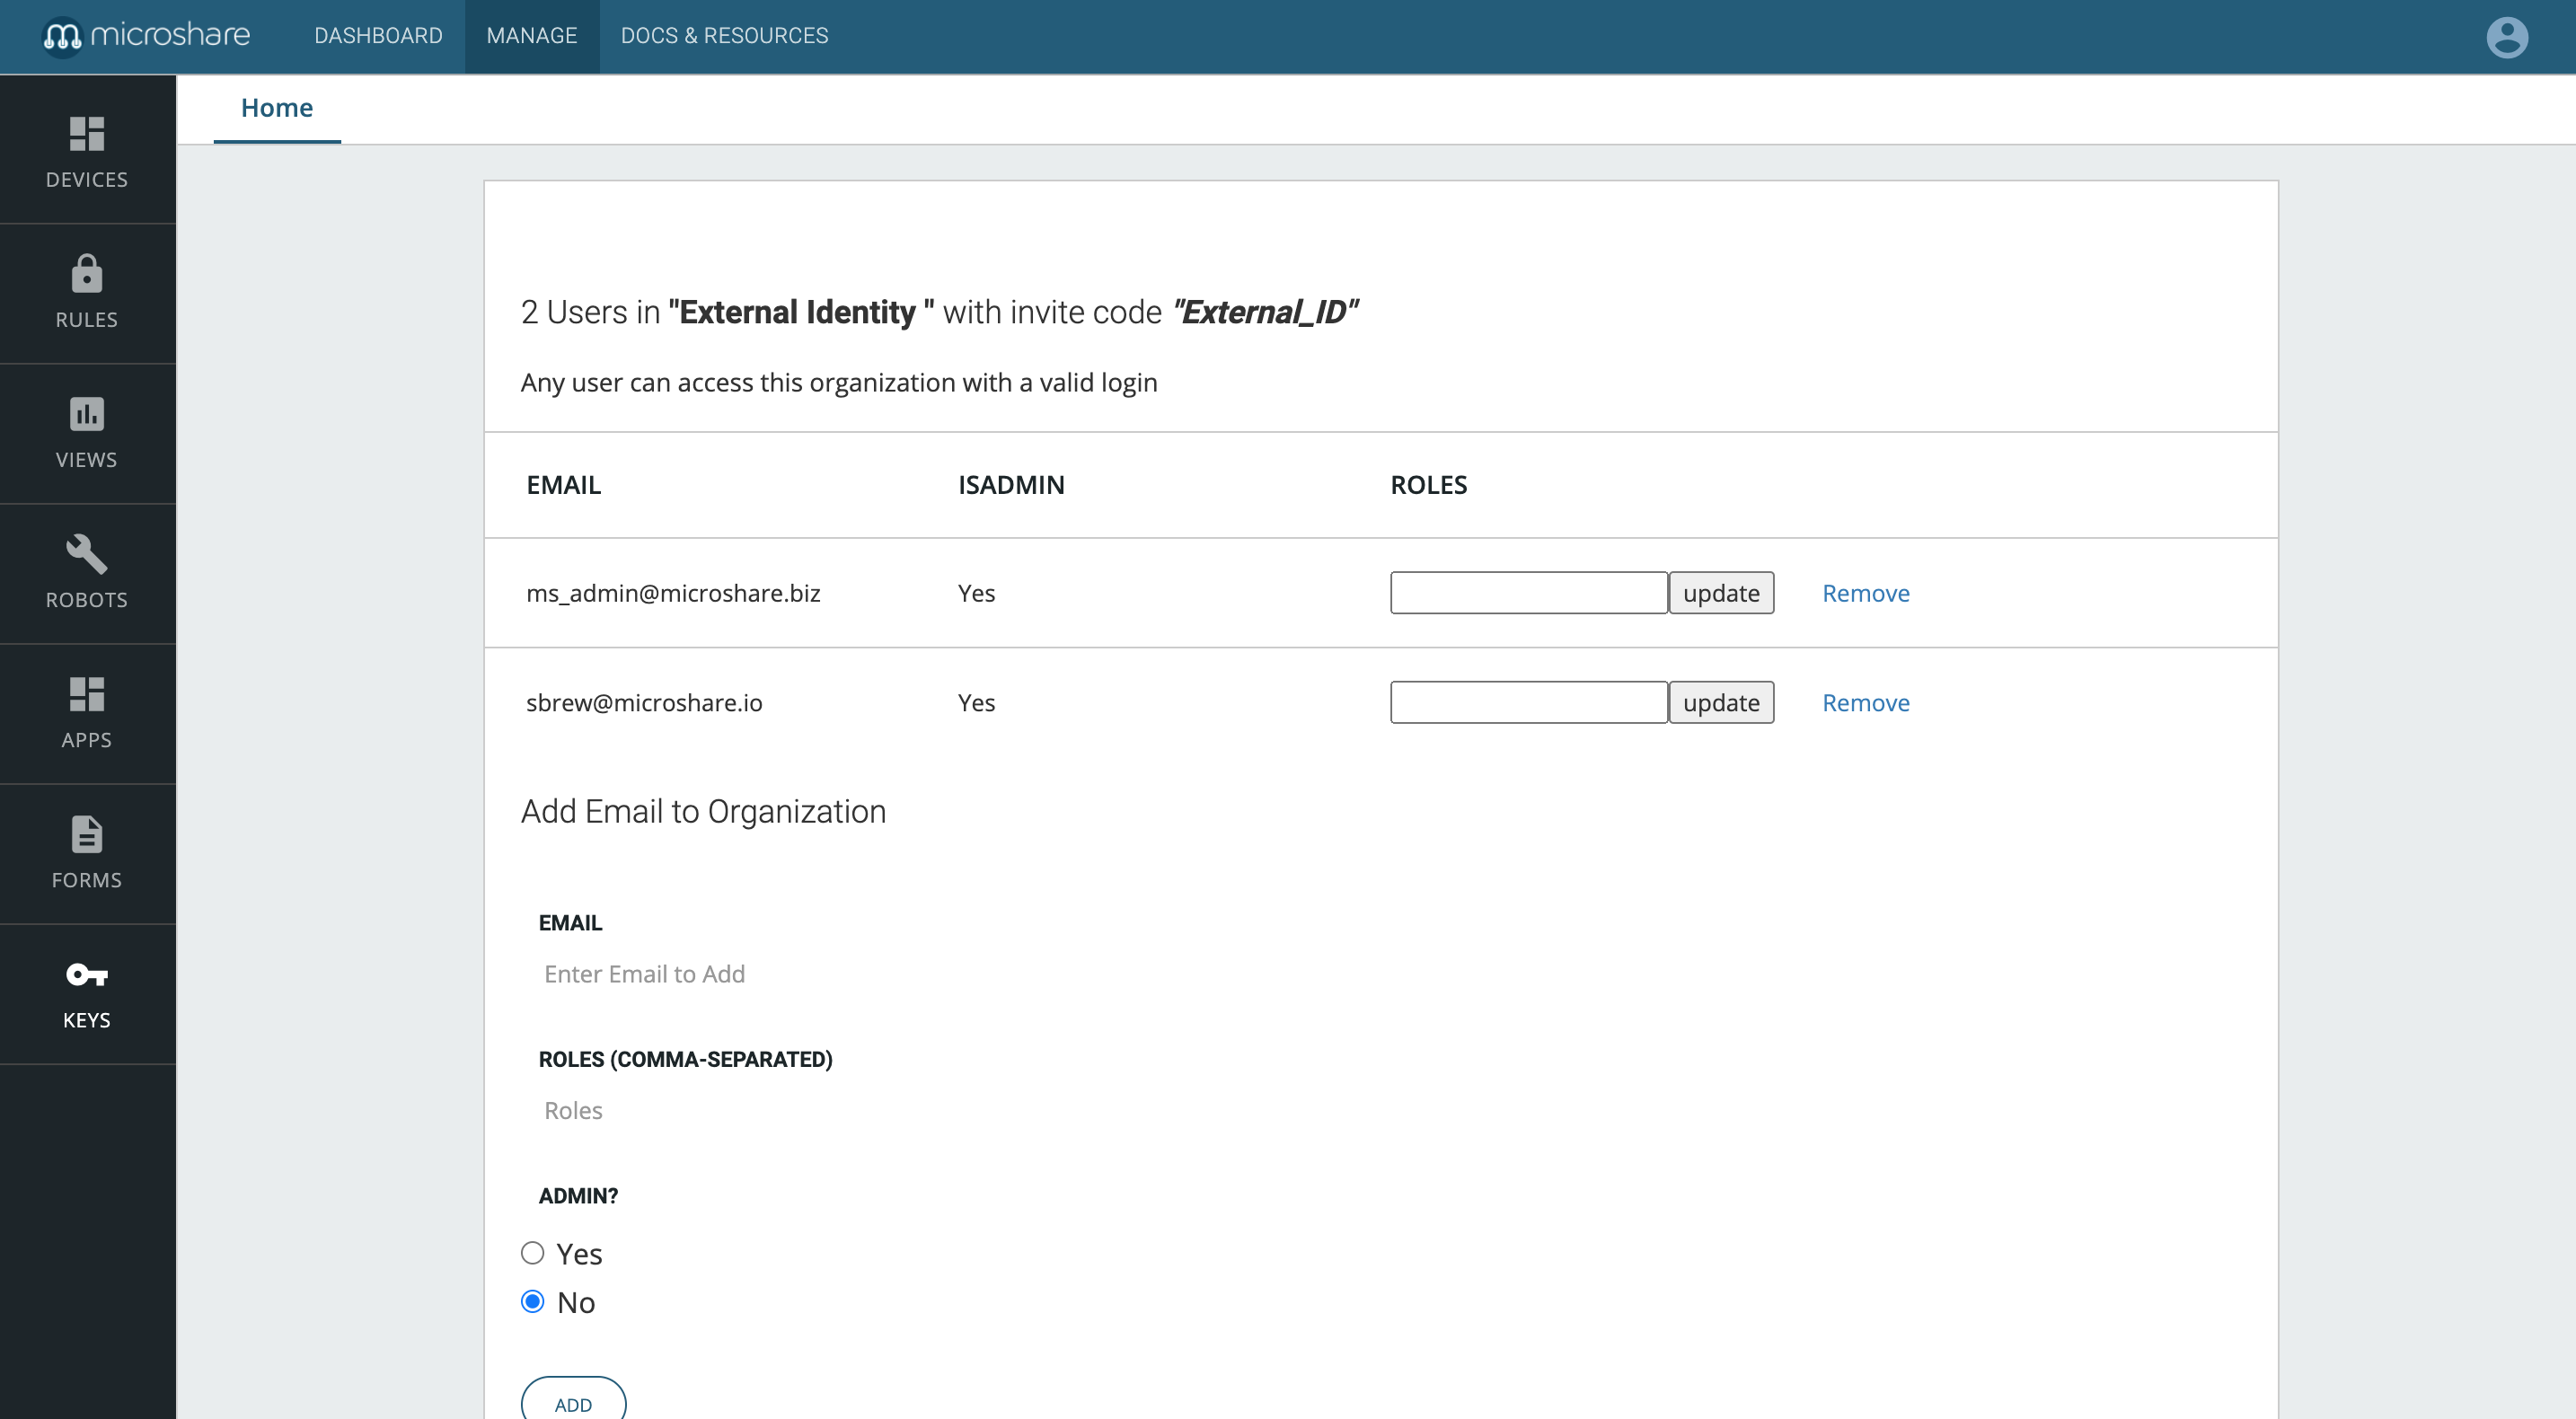 microshare DASHBOARD MANAGE DOCS & RESOURCES
Home
DEVICES
RULES
VIEWS
ROBOTS
APPS
FORMS
KEYS
2 Users in "External Identity " with invite code "External_ID"
Any user can access this organization with a valid login
EMAIL ISADMIN ROLES
ms_admin@microshare.biz Yes update Remove
sbrew@microshare.io Yes update Remove
Add Email to Organization
EMAIL
Enter Email to Add
ROLES (COMMA-SEPARATED)
Roles
ADMIN?
Yes
No
ADD